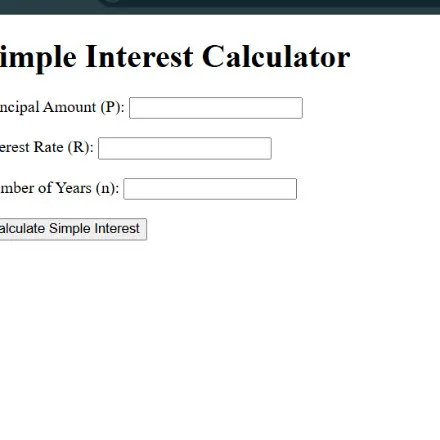 imple Interest Calculator
ncipal Amount (P):
erest Rate (R):
mber of Years (n):
alculate Simple Interest